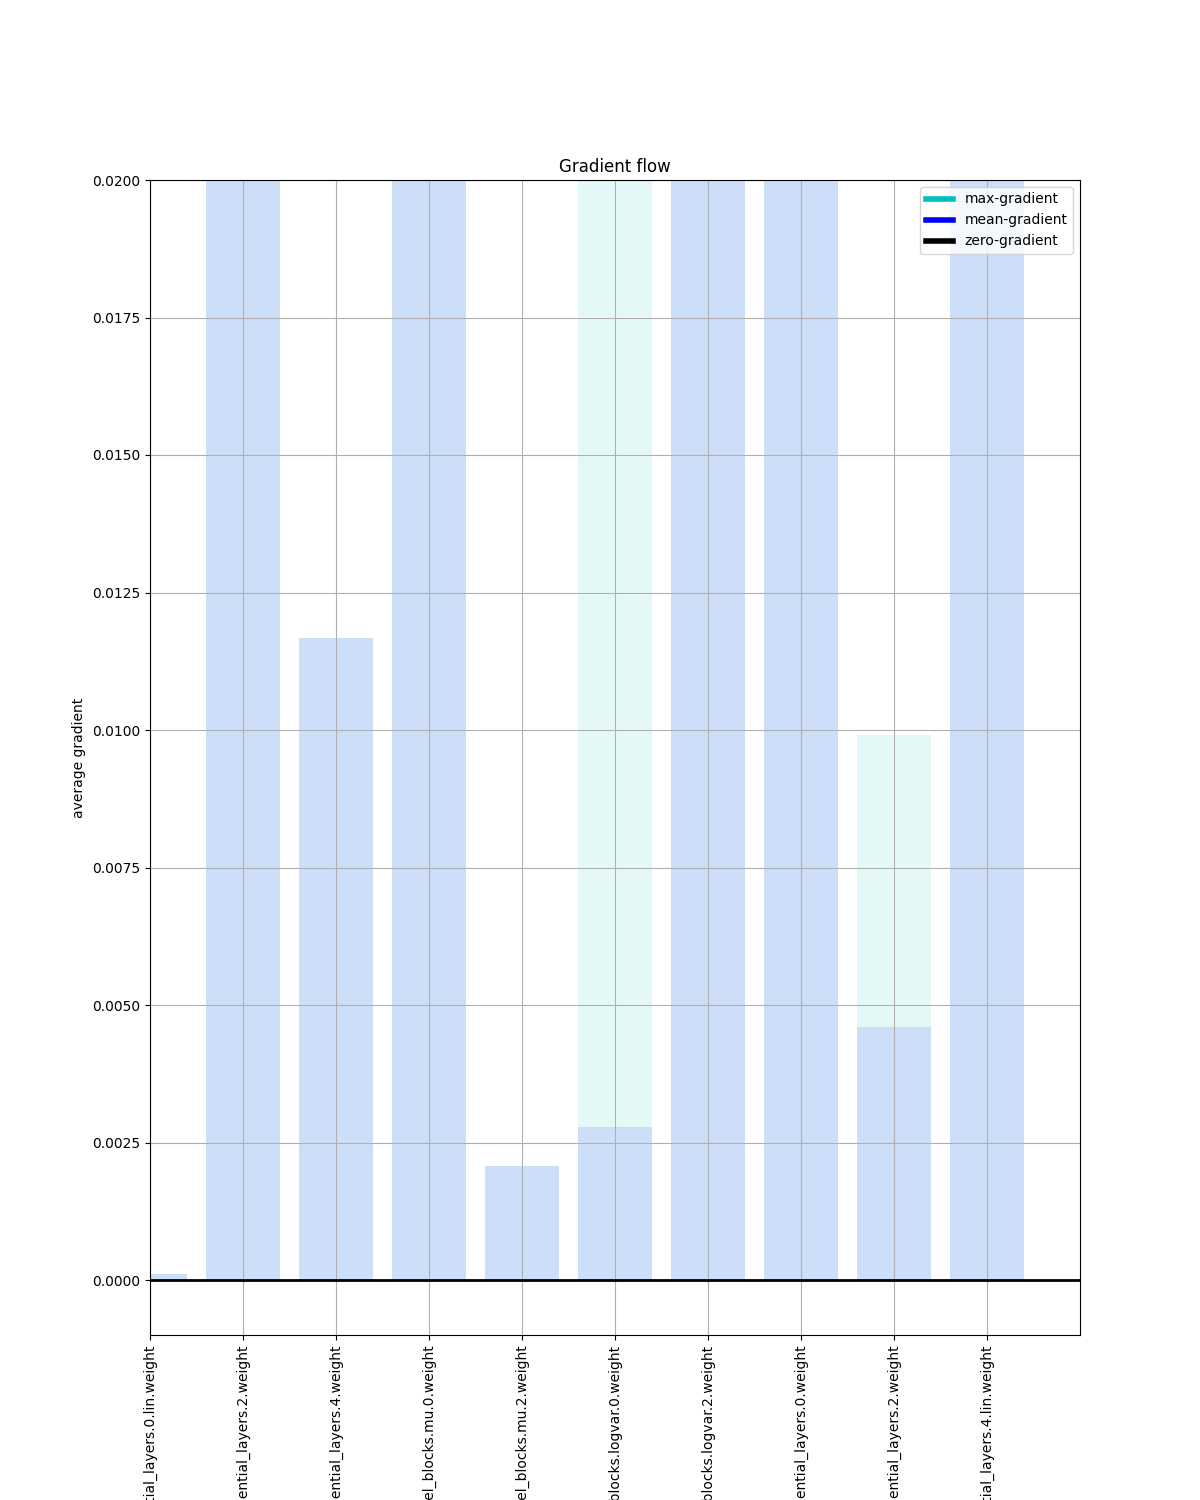 Gradient flow
max-gradient
mean-gradient
zero-gradient
0.0200
0.0175
0.0150
0.0125
0.0100
0.0075
0.0050
0.0025
0.0000
average gradient
tial_layers.0.lin.weight
ential_layers.2.weight
ential_layers.4.weight
el_blocks.mu.0.weight
el_blocks.mu.2.weight
blocks.logvar.0.weight
blocks.logvar.2.weight
ential_layers.0.weight
ential_layers.2.weight
tial_layers.4.lin.weight